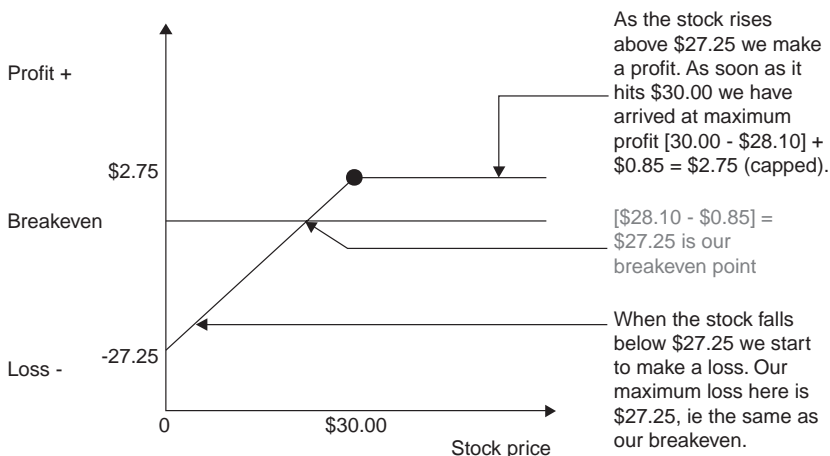 Profit +
$2.75
Breakeven
-27.25
Loss -
0
$30.00
Stock price
As the stock rises
above $27.25 we make
a profit. As soon as it
hits $30.00 we have
arrived at maximum
profit [30.00 - $28.10] +
$0.85 = $2.75 (capped).
[$28.10 - $0.85] =
$27.25 is our
breakeven point
When the stock falls
below $27.25 we start
to make a loss. Our
maximum loss here is
$27.25, ie the same as
our breakeven.